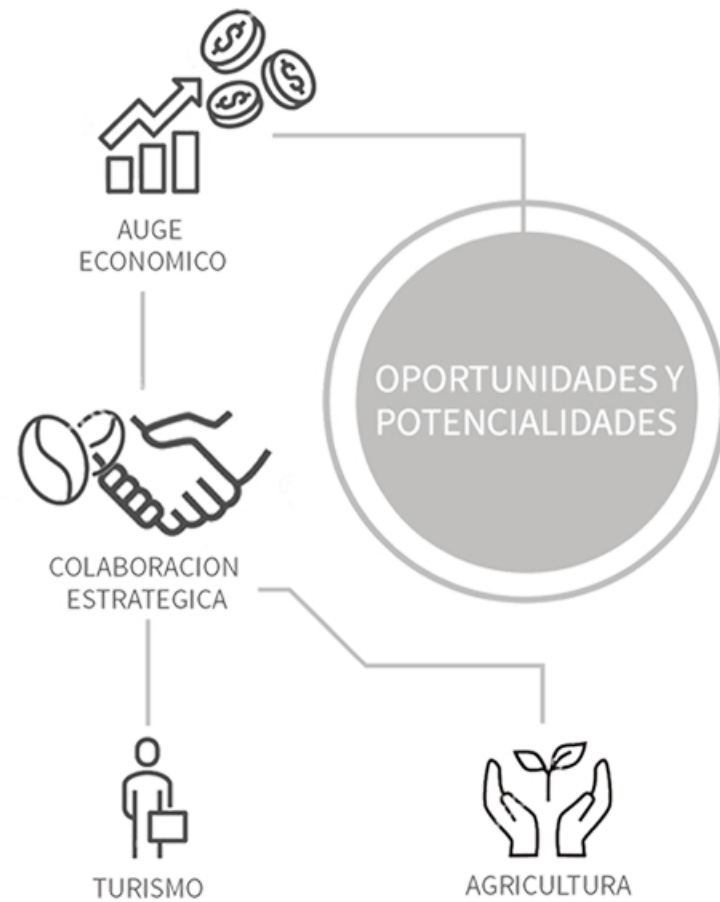 AUGE
ECONOMICO
OPORTUNIDADES Y
POTENCIALIDADES
COLABORACION
ESTRATEGICA
TURISMO
AGRICULTURA